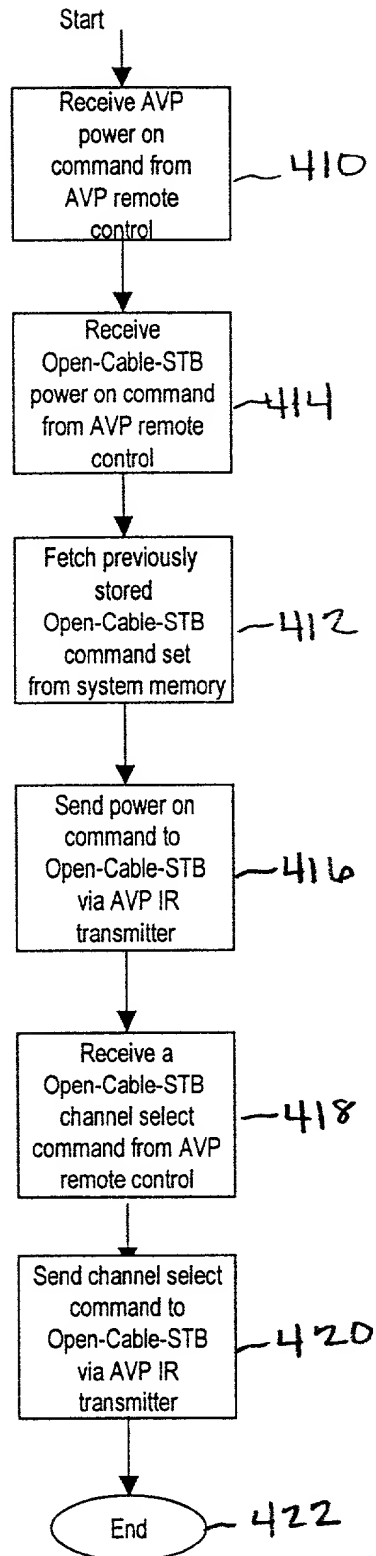 Start
Receive AVP
power on
command from
AVP remote
control
410
Receive
Open-Cable-STB
power on command
from AVP remote
control
414
Fetch previously
stored
Open-Cable-STB
command set
from system memory
412
Send power on
command to
Open-Cable-STB
via AVP IR
transmitter
416
Receive a
Open-Cable-STB
channel select
command from AVP
remote control
418
Send channel select
command to
Open-Cable-STB
via AVP IR
transmitter
420
End
422